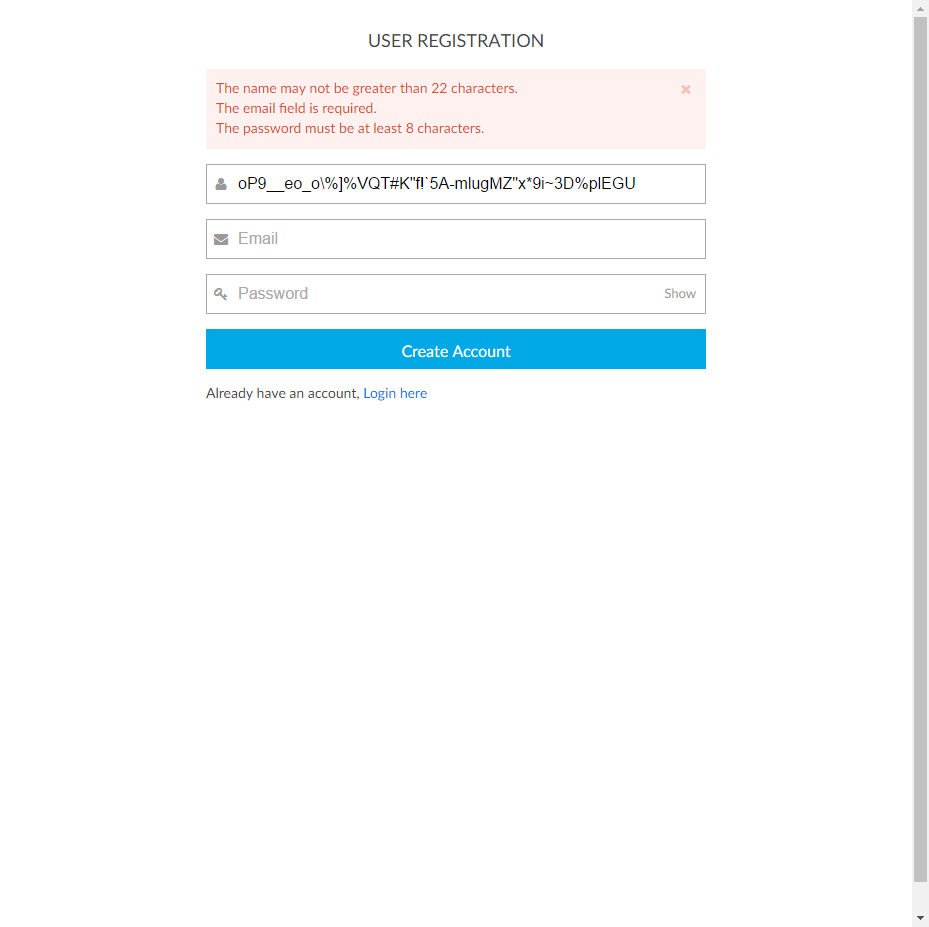 USER REGISTRATION
The name may not be greater than 22 characters.
The email field is required.
The password must be at least 8 characters.
oP9__eo_o\%]%VQT#K"f!`5A-mlugMZ"x*9i~3D%plEGU
Email
Password
Show
Create Account
Already have an account, Login here